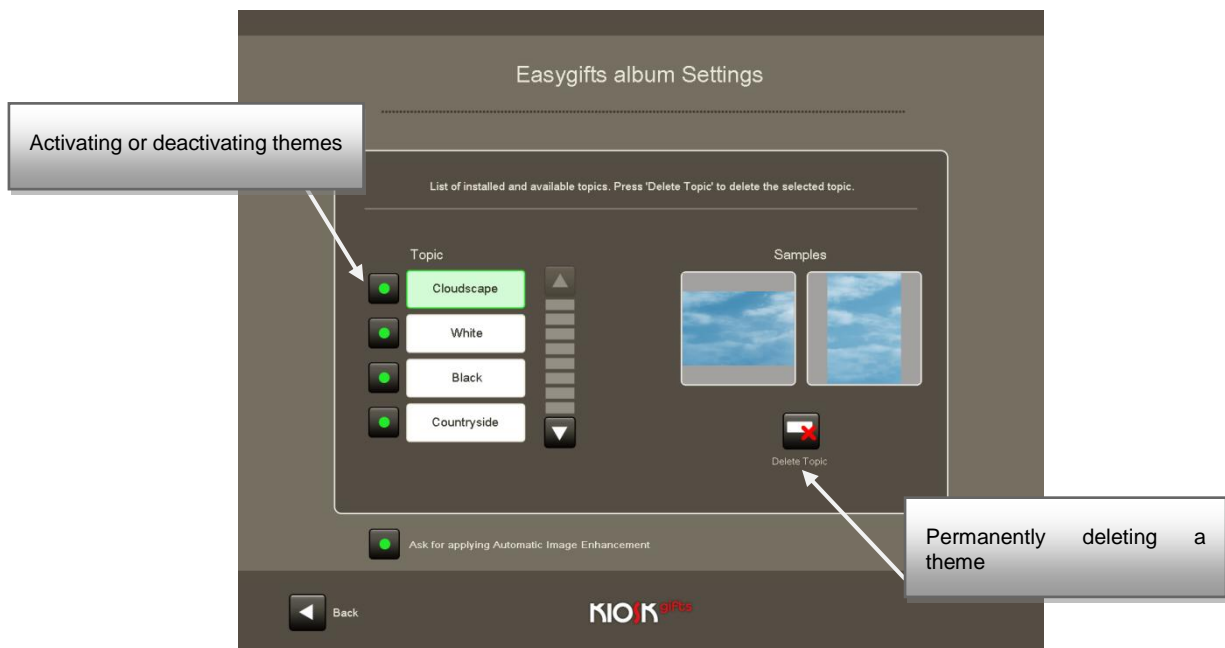 Easygifts album Settings
Activating or deactivating themes
List of installed and available topics. Press 'Delete Topic' to delete the selected topic.
Topic
Samples
Cloudscape
White
Black
Countryside
Delete Topic
Permanently deleting a
theme
Ask for applying Automatic Image Enhancement
Back
KIOSK gifts